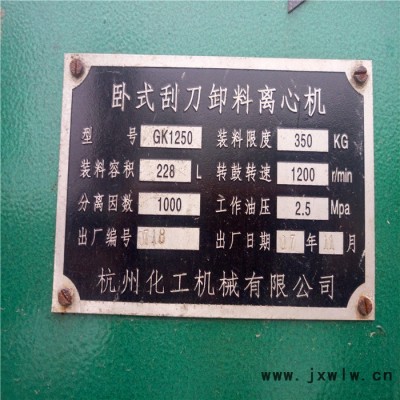 卧式刮刀卸料离心机
型 号 GK1250 装料限度 350 KG
装料容积 228 L 转鼓转速 1200 r/min
分离因数 1000 工作油压 2.5 Mpa
出厂编号 718 出厂日期 07 年 11 月
杭州化工机械有限公司
www.jxwlw.cn